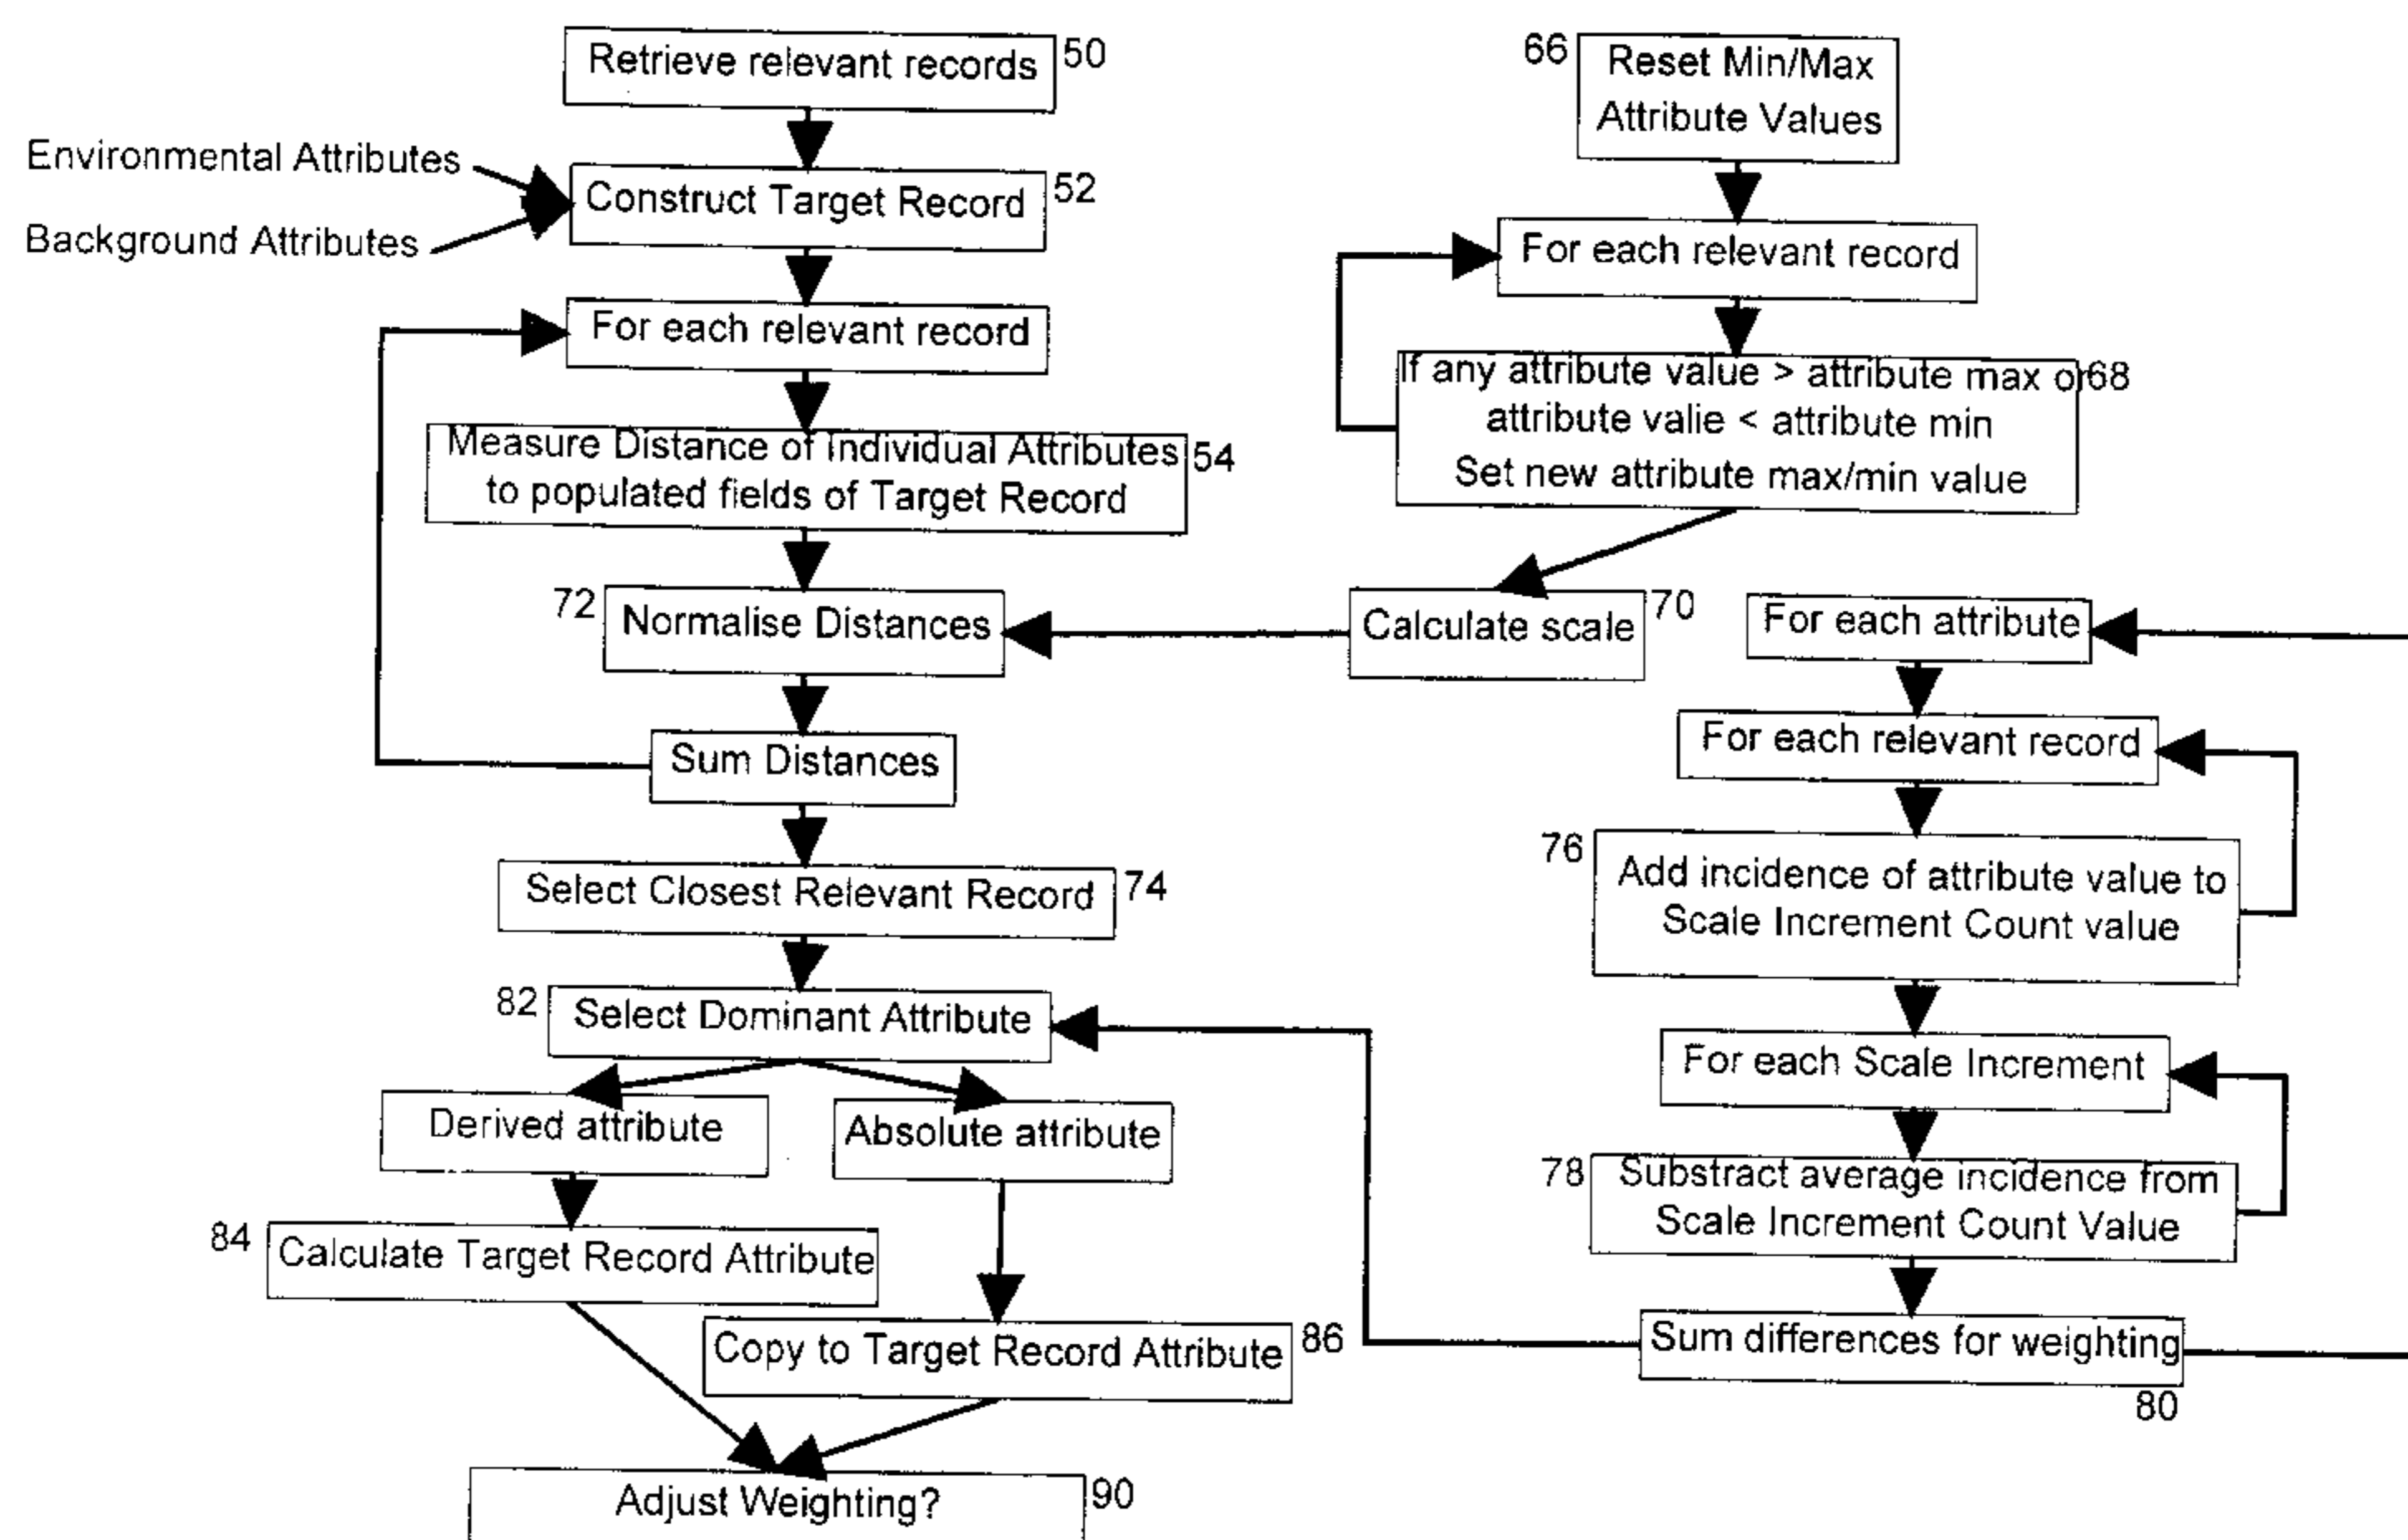 Retrieve relevant records 50
Environmental Attributes
Construct Target Record 52
Background Attributes
For each relevant record
Measure Distance of Individual Attributes 54
to populated fields of Target Record
72 Normalise Distances
Sum Distances
Select Closest Relevant Record 74
82 Select Dominant Attribute
Derived attribute
Absolute attribute
84 Calculate Target Record Attribute
Copy to Target Record Attribute 86
Adjust Weighting? 90
66 Reset Min/Max
Attribute Values
For each relevant record
If any attribute value > attribute max or 68
attribute valie < attribute min
Set new attribute max/min value
Calculate scale 70
For each attribute
For each relevant record
76 Add incidence of attribute value to
Scale Increment Count value
For each Scale Increment
78 Substract average incidence from
Scale Increment Count Value
Sum differences for weighting
80